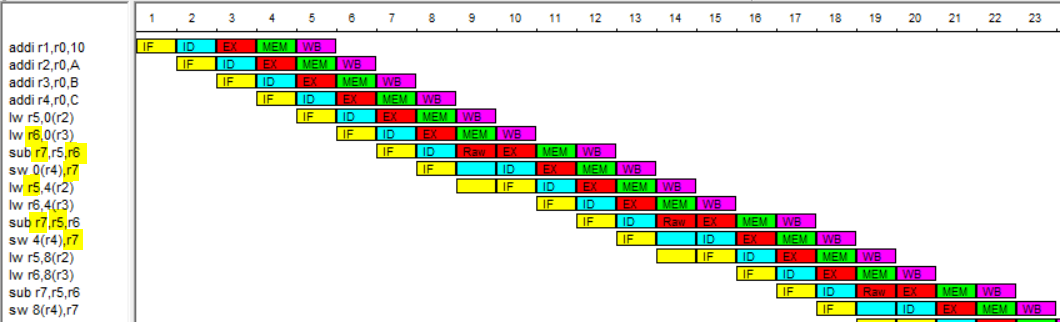 1 2 3 4 5 6 7 8 9 10 11 12 13 14 15 16 17 18 19 20 21 22 23
addi r1,r0,10 IF ID EX MEM WB
addi r2,r0,A IF ID EX MEM WB
addi r3,r0,B IF ID EX MEM WB
addi r4,r0,C IF ID EX MEM WB
lw r5,0(r2) IF ID EX MEM WB
lw r6,0(r3) IF ID EX MEM WB
sub r7,r5,r6 IF ID Raw EX MEM WB
sw 0(r4),r7 IF ID EX MEM WB
lw r5,4(r2) IF ID EX MEM WB
lw r6,4(r3) IF ID EX MEM WB
sub r7,r5,r6 IF ID Raw EX MEM WB
sw 4(r4),r7 IF ID EX MEM WB
lw r5,8(r2) IF ID EX MEM WB
lw r6,8(r3) IF ID EX MEM WB
sub r7,r5,r6 IF ID Raw EX MEM WB
sw 8(r4),r7 IF ID EX MEM WB